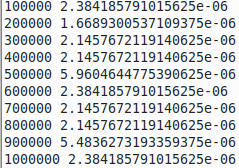 100000 2.384185791015625e-06
200000 1.6689300537109375e-06
300000 2.1457672119140625e-06
400000 2.1457672119140625e-06
500000 5.9604644775390625e-06
600000 2.384185791015625e-06
700000 2.1457672119140625e-06
800000 2.1457672119140625e-06
900000 5.4836273193359375e-06
1000000 2.384185791015625e-06